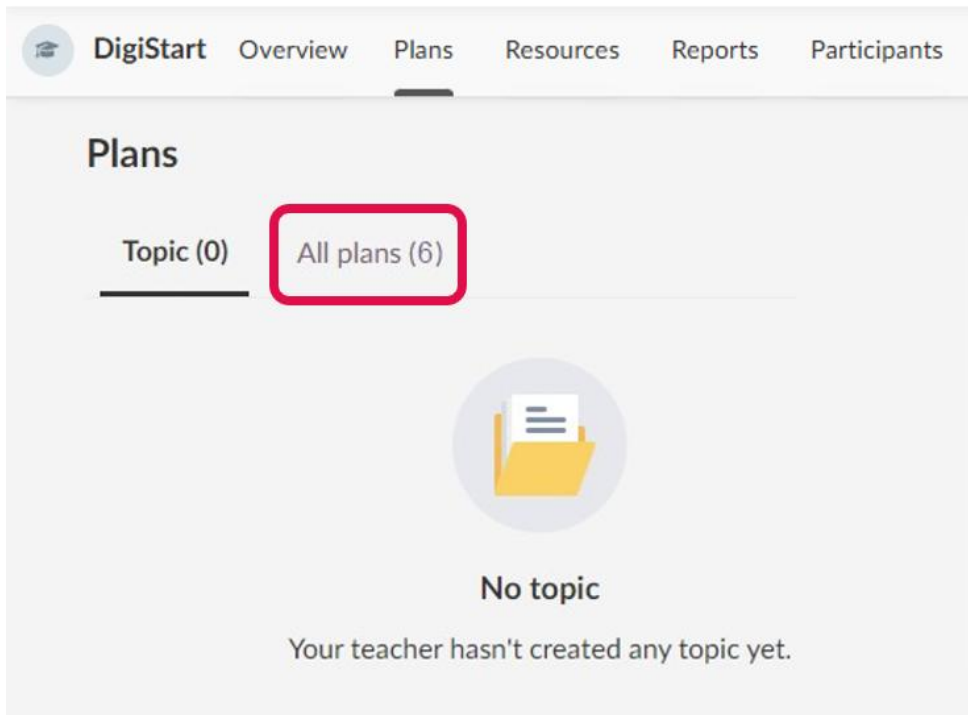 DigiStart Overview Plans Resources Reports Participants
Plans
Topic (0) All plans (6)
No topic
Your teacher hasn't created any topic yet.